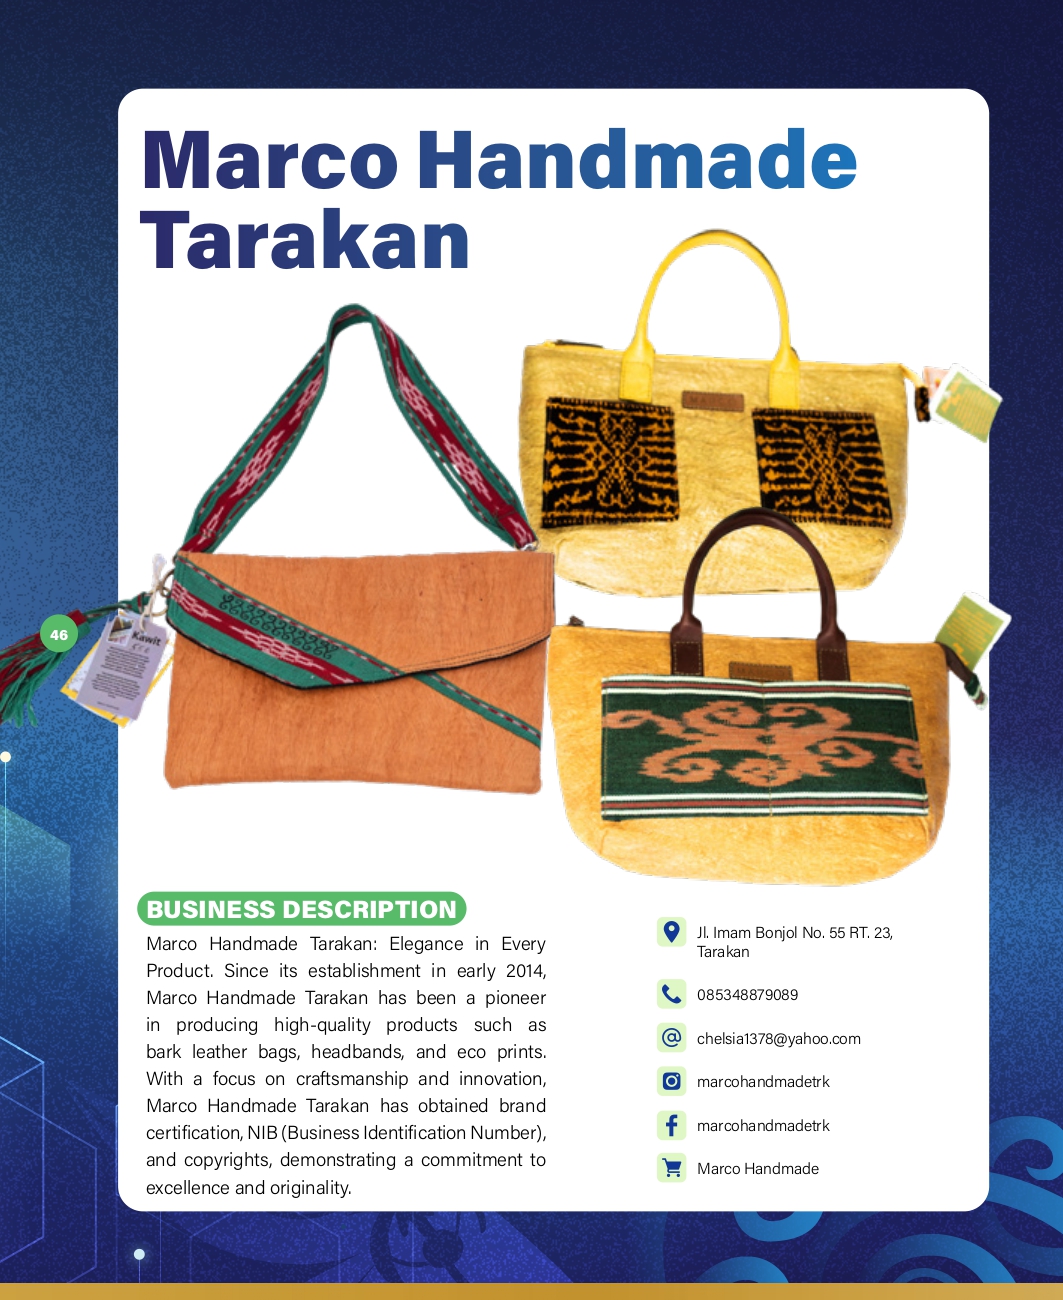 Marco Handmade
Tarakan
46
Kawit
BUSINESS DESCRIPTION
Marco Handmade Tarakan: Elegance in Every
Product. Since its establishment in early 2014,
Marco Handmade Tarakan has been a pioneer
in producing high-quality products such as
bark leather bags, headbands, and eco prints.
With a focus on craftsmanship and innovation,
Marco Handmade Tarakan has obtained brand
certification, NIB (Business Identification Number),
and copyrights, demonstrating a commitment to
excellence and originality.
Jl. Imam Bonjol No. 55 RT. 23,
Tarakan
085348879089
chelsia1378@yahoo.com
marcohandmadetrk
marcohandmadetrk
Marco Handmade